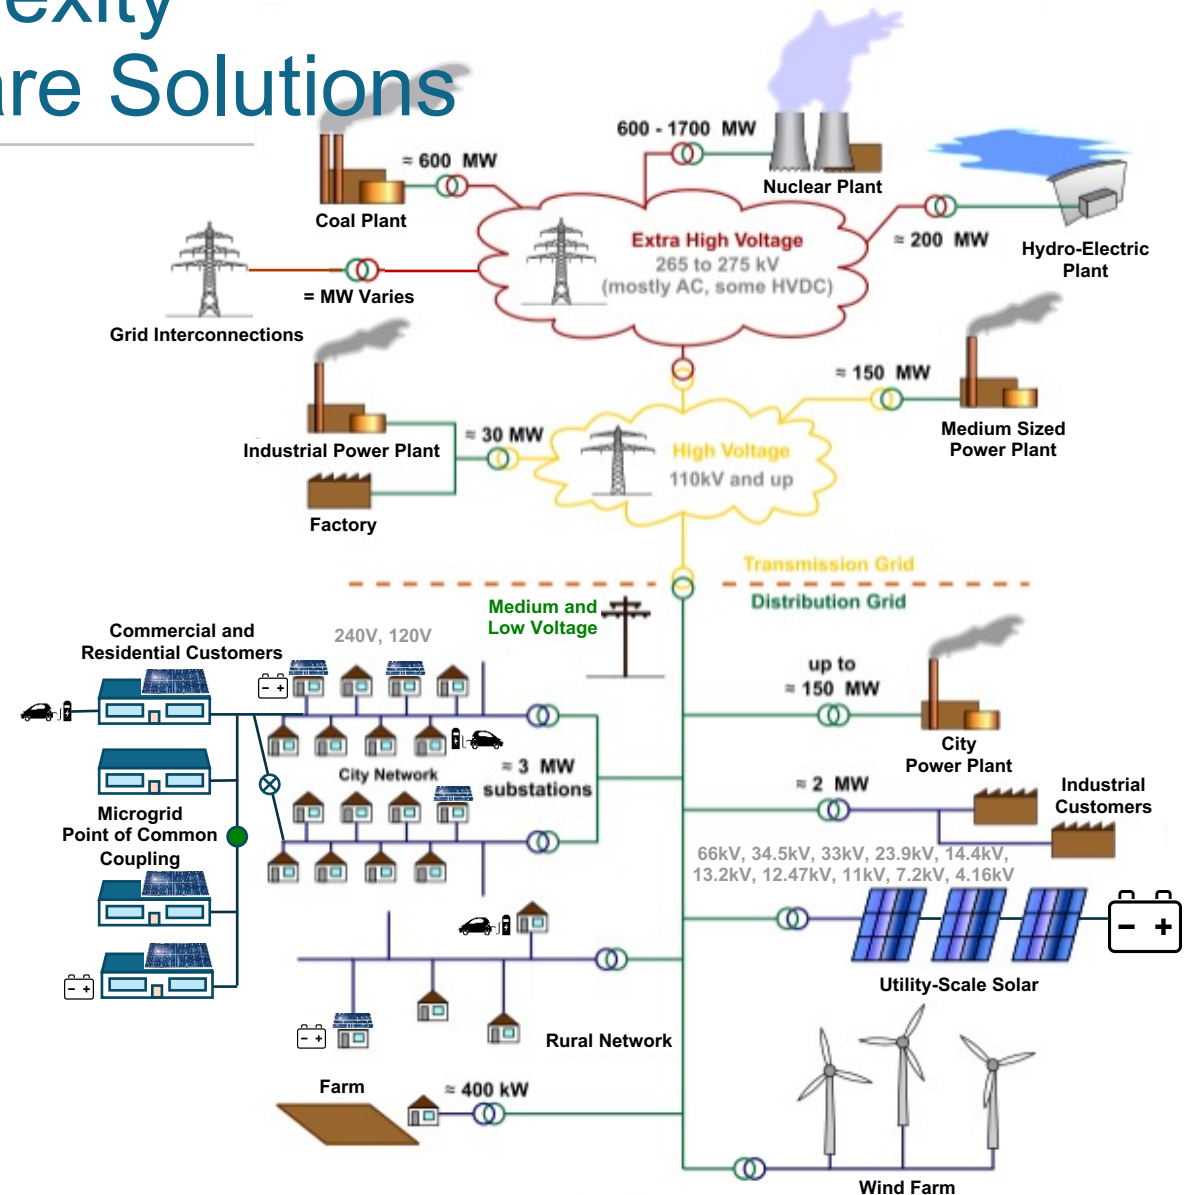 exity
are Solutions
600 - 1700 MW
≈ 600 MW
Nuclear Plant
Coal Plant
Extra High Voltage
265 to 275 kV
(mostly AC, some HVDC)
≈ 200 MW
Hydro-Electric
Plant
= MW Varies
Grid Interconnections
≈ 150 MW
Industrial Power Plant
≈ 30 MW
High Voltage
110kV and up
Medium Sized
Power Plant
Factory
Transmission Grid
Distribution Grid
Medium and
Low Voltage
Commercial and
Residential Customers
240V, 120V
up to
≈ 150 MW
City
Power Plant
City Network
≈ 3 MW
substations
≈ 2 MW
Industrial
Customers
Microgrid
Point of Common
Coupling
66kV, 34.5kV, 33kV, 23.9kV, 14.4kV,
13.2kV, 12.47kV, 11kV, 7.2kV, 4.16kV
Utility-Scale Solar
Rural Network
Farm
≈ 400 kW
Wind Farm